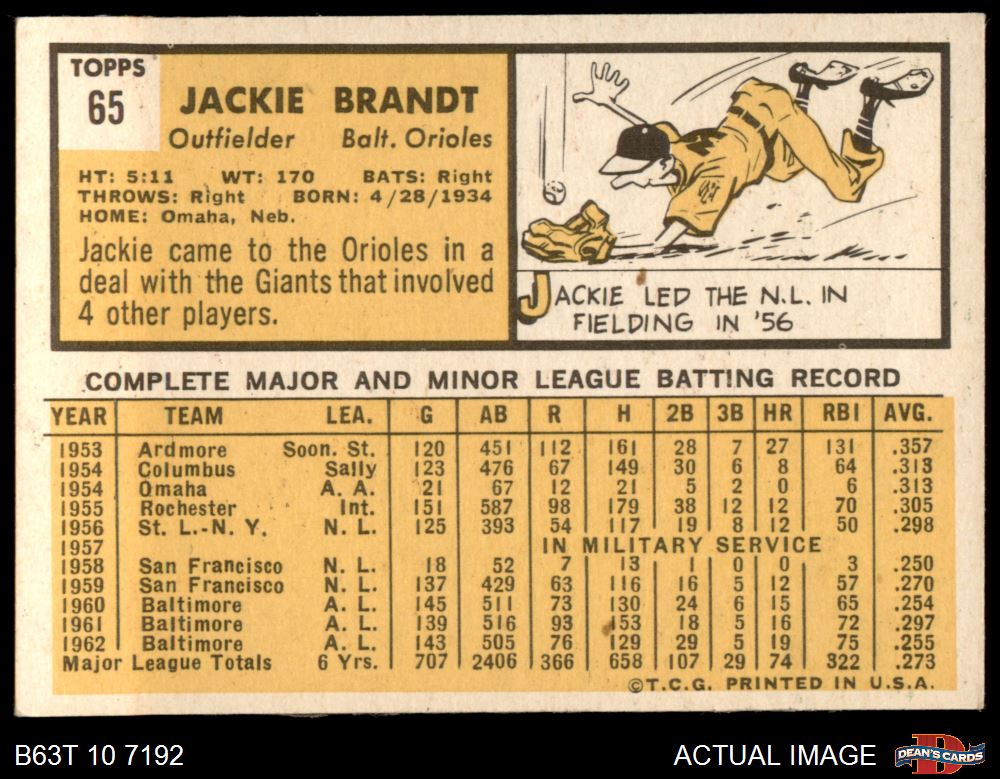 TOPPS
65
JACKIE BRANDT
Outfielder Balt. Orioles
HT: 5:11 WT: 170 BATS: Right
THROWS: Right BORN: 4/28/1934
HOME: Omaha, Neb.
Jackie came to the Orioles in a
deal with the Giants that involved
4 other players.
JACKIE LED THE N.L. IN
FIELDING IN '56
COMPLETE MAJOR AND MINOR LEAGUE BATTING RECORD
YEAR TEAM LEA. G AB R H 2B 3B HR RBI AVG.
1953 Ardmore Soon. St. 120 451 112 161 28 7 27 131 .357
1954 Columbus Sally 123 476 67 149 30 6 8 64 .313
1954 Omaha A. A. 21 67 12 21 5 2 0 6 .313
1955 Rochester Int. 151 587 98 179 38 12 12 70 .305
1956 St. L.-N. Y. N. L. 125 393 54 117 19 8 12 50 .298
1957 IN MILITARY SERVICE
1958 San Francisco N. L. 18 52 7 13 1 0 0 3 .250
1959 San Francisco N. L. 137 429 63 116 16 5 12 57 .270
1960 Baltimore A. L. 145 511 73 130 24 6 15 65 .254
1961 Baltimore A. L. 139 516 93 153 18 5 16 72 .297
1962 Baltimore A. L. 143 505 76 129 29 5 19 75 .255
Major League Totals 6 Yrs. 707 2406 366 658 107 29 74 322 .273
©T.C.G. PRINTED IN U.S.A.
B63T 10 7192 ACTUAL IMAGE DEAN'S CARDS